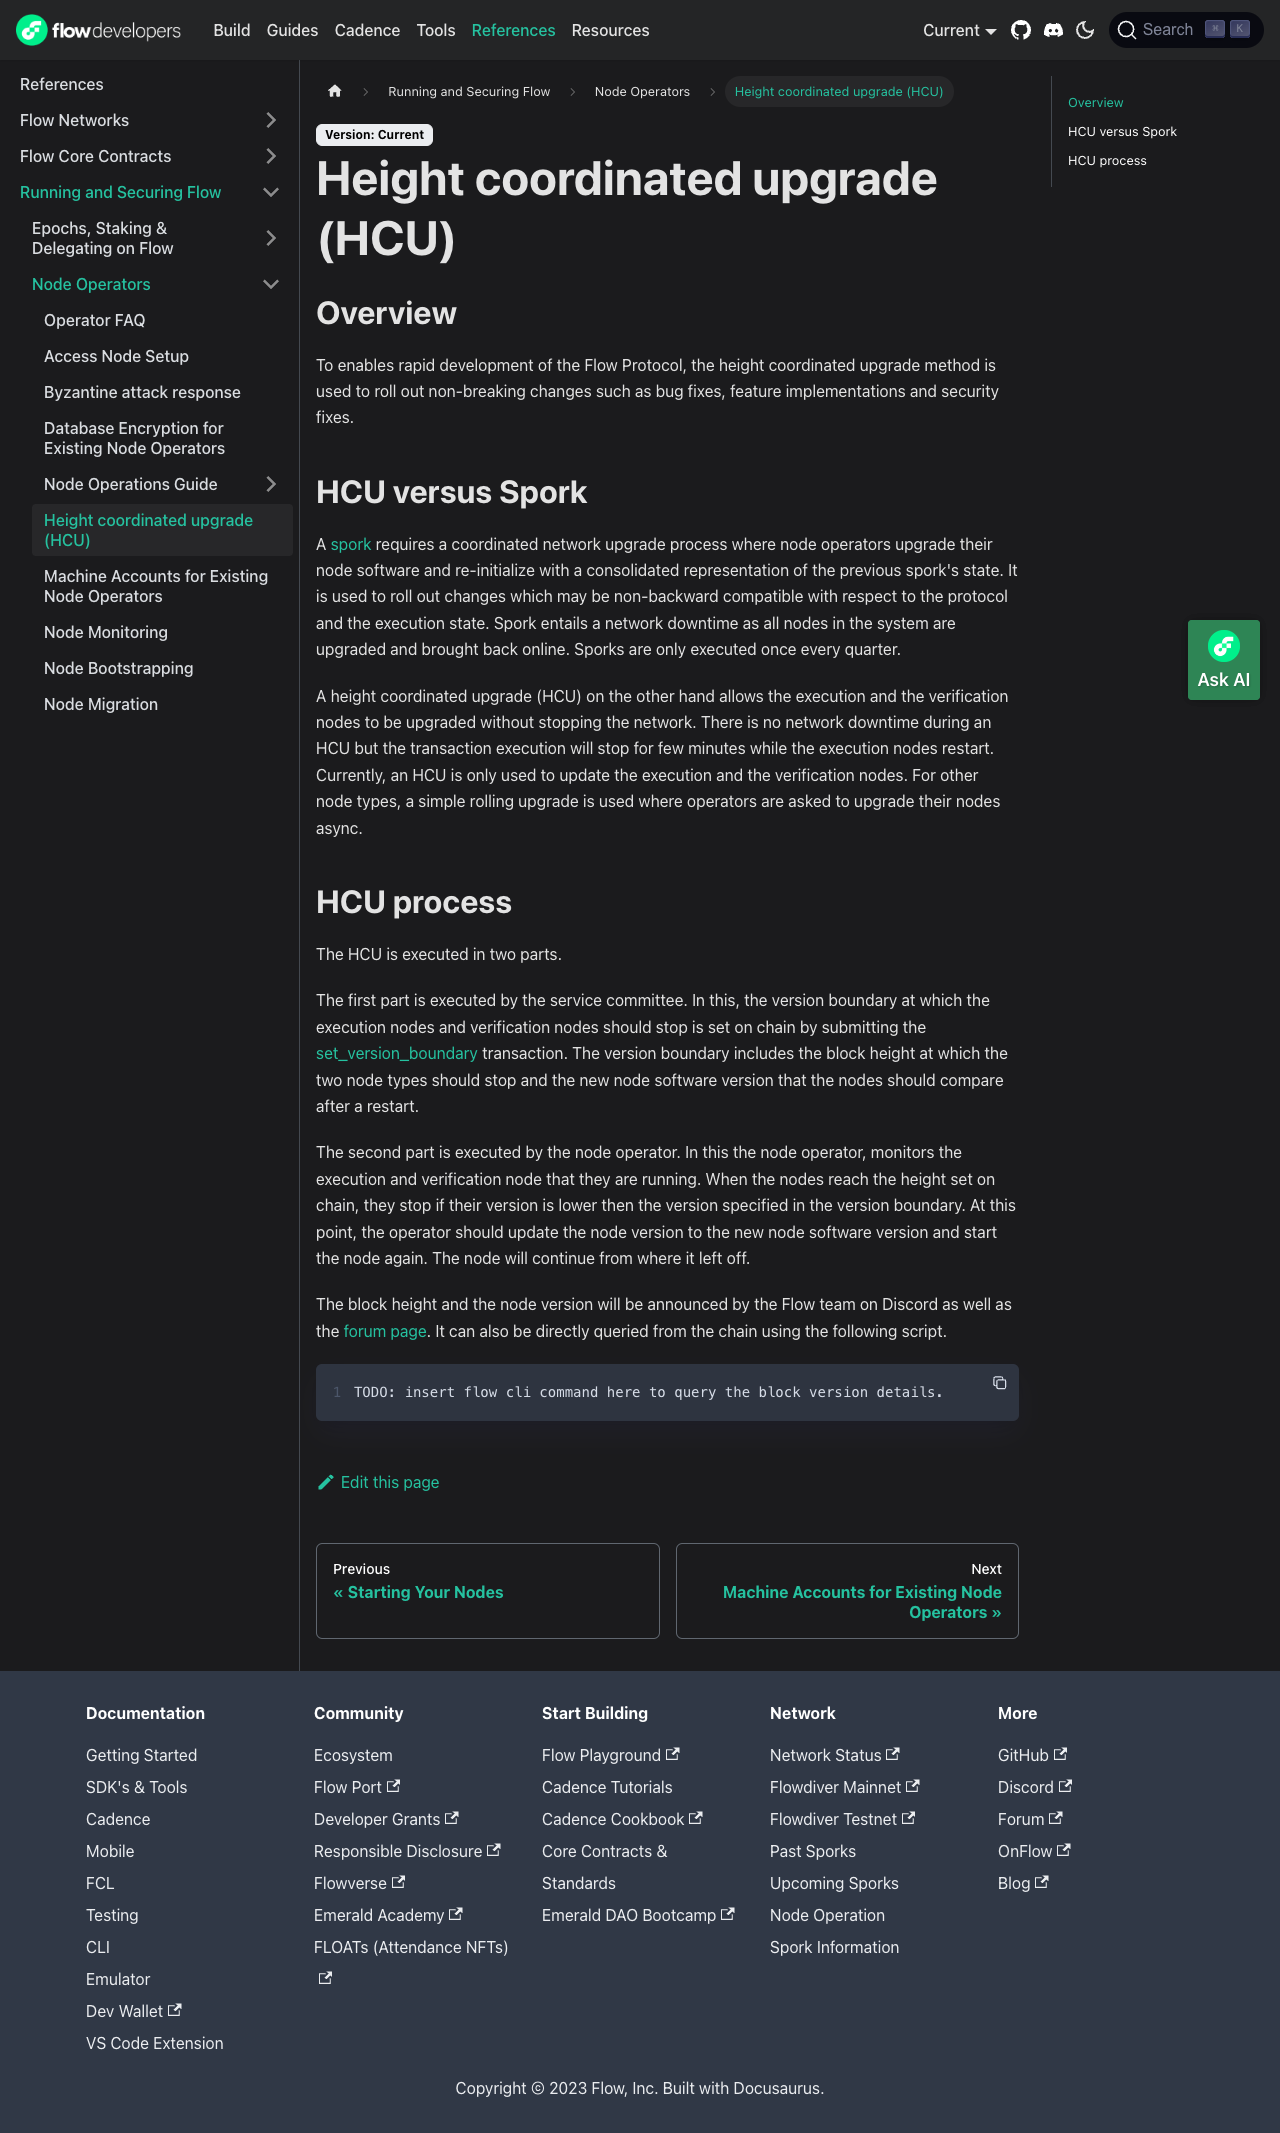 flowdevelopers
Build
Guides
Cadence
Tools
References
Resources
Current
Search
⌘ K
References
Flow Networks
Flow Core Contracts
Running and Securing Flow
Epochs, Staking &
Delegating on Flow
Node Operators
Operator FAQ
Access Node Setup
Byzantine attack response
Database Encryption for
Existing Node Operators
Node Operations Guide
Height coordinated upgrade
(HCU)
Machine Accounts for Existing
Node Operators
Node Monitoring
Node Bootstrapping
Node Migration
Running and Securing Flow
Node Operators
Height coordinated upgrade (HCU)
Version: Current
Height coordinated upgrade
(HCU)
Overview
To enables rapid development of the Flow Protocol, the height coordinated upgrade method is
used to roll out non-breaking changes such as bug fixes, feature implementations and security
fixes.
HCU versus Spork
A spork requires a coordinated network upgrade process where node operators upgrade their
node software and re-initialize with a consolidated representation of the previous spork's state. It
is used to roll out changes which may be non-backward compatible with respect to the protocol
and the execution state. Spork entails a network downtime as all nodes in the system are
upgraded and brought back online. Sporks are only executed once every quarter.
A height coordinated upgrade (HCU) on the other hand allows the execution and the verification
nodes to be upgraded without stopping the network. There is no network downtime during an
HCU but the transaction execution will stop for few minutes while the execution nodes restart.
Currently, an HCU is only used to update the execution and the verification nodes. For other
node types, a simple rolling upgrade is used where operators are asked to upgrade their nodes
async.
HCU process
The HCU is executed in two parts.
The first part is executed by the service committee. In this, the version boundary at which the
execution nodes and verification nodes should stop is set on chain by submitting the
set_version_boundary transaction. The version boundary includes the block height at which the
two node types should stop and the new node software version that the nodes should compare
after a restart.
The second part is executed by the node operator. In this the node operator, monitors the
execution and verification node that they are running. When the nodes reach the height set on
chain, they stop if their version is lower then the version specified in the version boundary. At this
point, the operator should update the node version to the new node software version and start
the node again. The node will continue from where it left off.
The block height and the node version will be announced by the Flow team on Discord as well as
the forum page. It can also be directly queried from the chain using the following script.
1 TODO: insert flow cli command here to query the block version details.
Edit this page
Previous
« Starting Your Nodes
Next
Machine Accounts for Existing Node
Operators »
Overview
HCU versus Spork
HCU process
Ask AI
Documentation
Getting Started
SDK's & Tools
Cadence
Mobile
FCL
Testing
CLI
Emulator
Dev Wallet
VS Code Extension
Community
Ecosystem
Flow Port
Developer Grants
Responsible Disclosure
Flowverse
Emerald Academy
FLOATs (Attendance NFTs)
Start Building
Flow Playground
Cadence Tutorials
Cadence Cookbook
Core Contracts &
Standards
Emerald DAO Bootcamp
Network
Network Status
Flowdiver Mainnet
Flowdiver Testnet
Past Sporks
Upcoming Sporks
Node Operation
Spork Information
More
GitHub
Discord
Forum
OnFlow
Blog
Copyright © 2023 Flow, Inc. Built with Docusaurus.